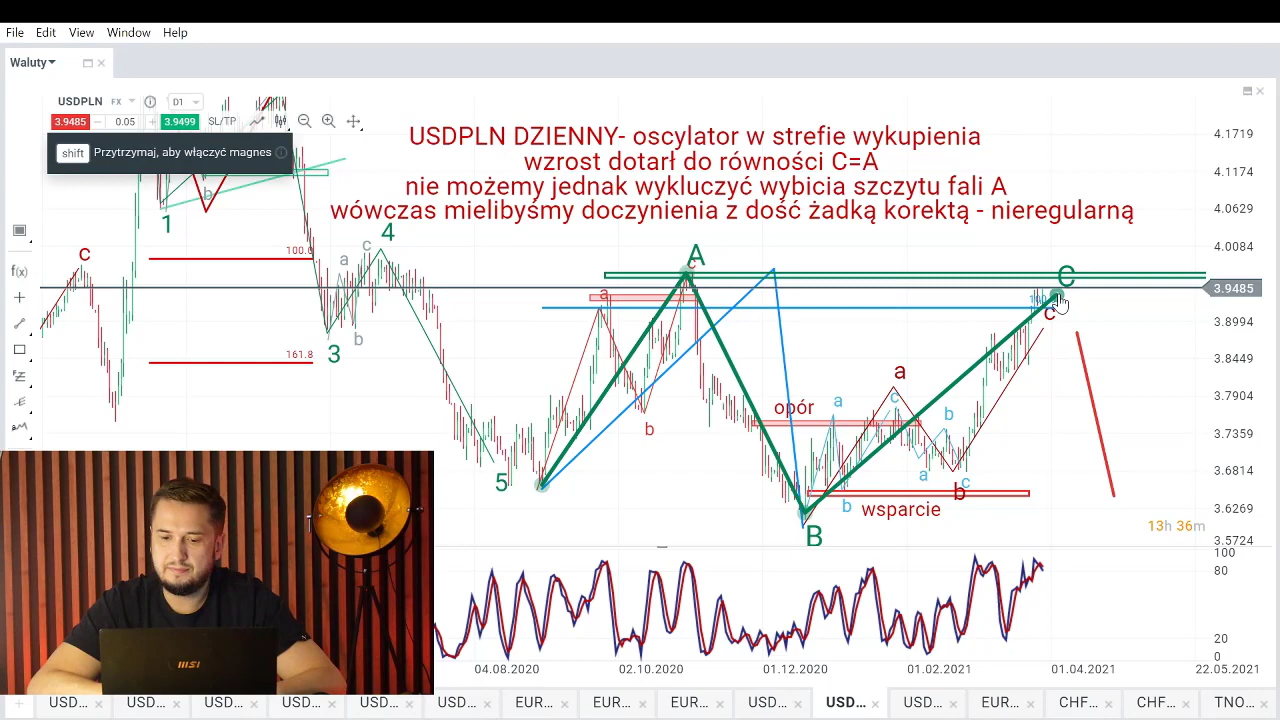 File Edit View Window Help
Waluty
USDPLN FX D1
3.9485 0.05 3.9499 SL/TP
shift Przytrzymaj, aby włączyć magnes
USDPLN DZIENNY- oscylator w strefie wykupienia
wzrost dotarł do równości C=A
nie możemy jednak wykluczyć wybicia szczytu fali A
wówczas mielibyśmy doczynienia z dość żadką korektą - nieregularną
4.1719
4.1174
4.0629
4.0084
3.9485
3.8994
3.8449
3.7904
3.7359
3.6814
3.6269
3.5724
c
1
b
100.0
161.8
3
a
b
c
4
5
a
b
A
c
opór
B
a
b
a
c
a
b
c
b
wsparcie
C
c
13h 36m
100
80
20
0
04.08.2020 02.10.2020 01.12.2020 01.02.2021 01.04.2021 22.05.2021
msi
USD... USD... USD... USD... USD... USD... EUR... EUR... EUR... USD... USD... USD... EUR... CHF... CHF... TNO...